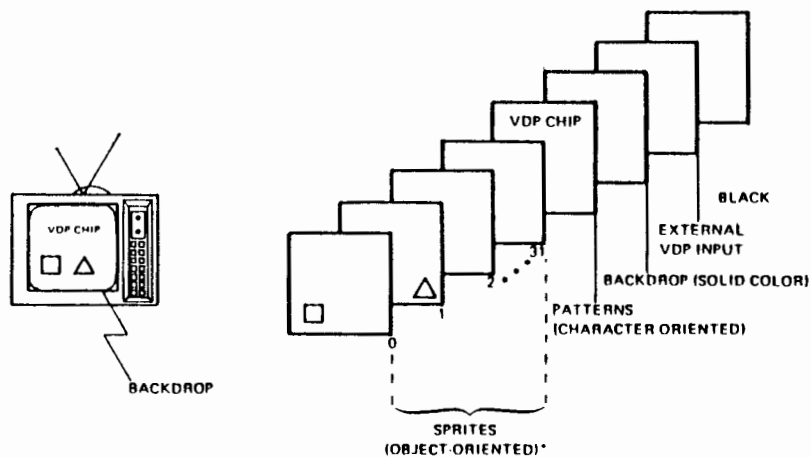 VDP CHIP
VDP CHIP
BLACK
EXTERNAL
VDP INPUT
31
2
BACKDROP (SOLID COLOR)
1
PATTERNS
(CHARACTER ORIENTED)
0
BACKDROP
SPRITES
(OBJECT-ORIENTED)*